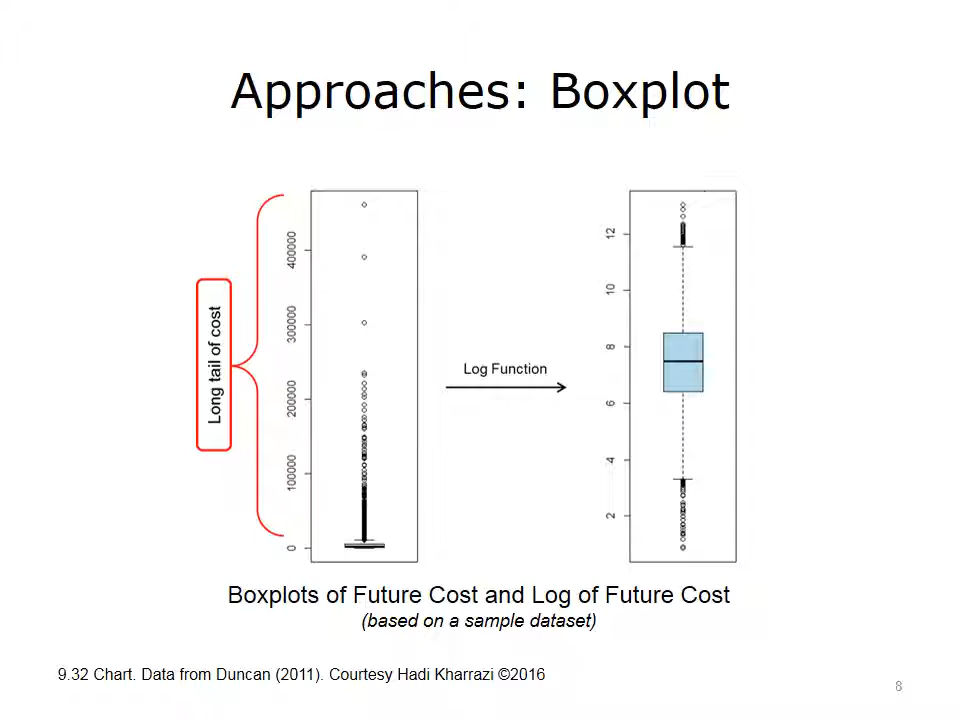 Approaches: Boxplot
Long tail of cost
400000
300000
200000
100000
0
Log Function
12
10
8
6
4
2
Boxplots of Future Cost and Log of Future Cost
(based on a sample dataset)
9.32 Chart. Data from Duncan (2011). Courtesy Hadi Kharrazi ©2016
8